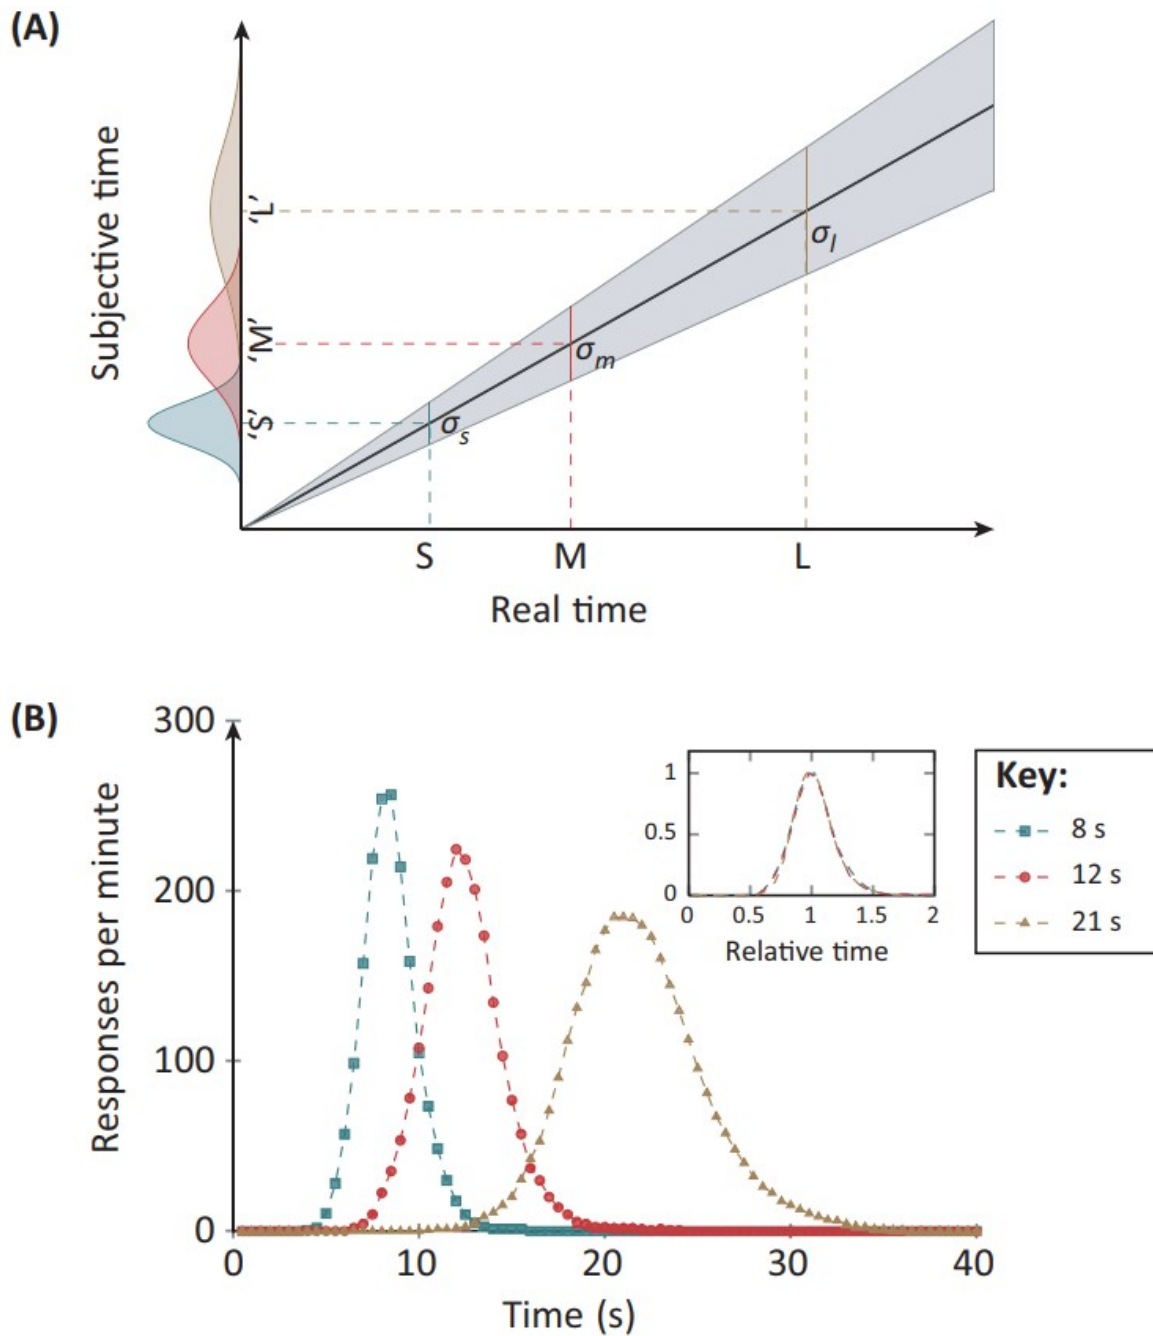 (A)
Subjective time
‘L’
‘M’
‘S’
σl
σm
σs
S M L
Real time
(B)
Responses per minute
300
200
100
0
0 10 20 30 40
Time (s)
1
0.5
0
0 0.5 1 1.5 2
Relative time
Key:
8 s
12 s
21 s